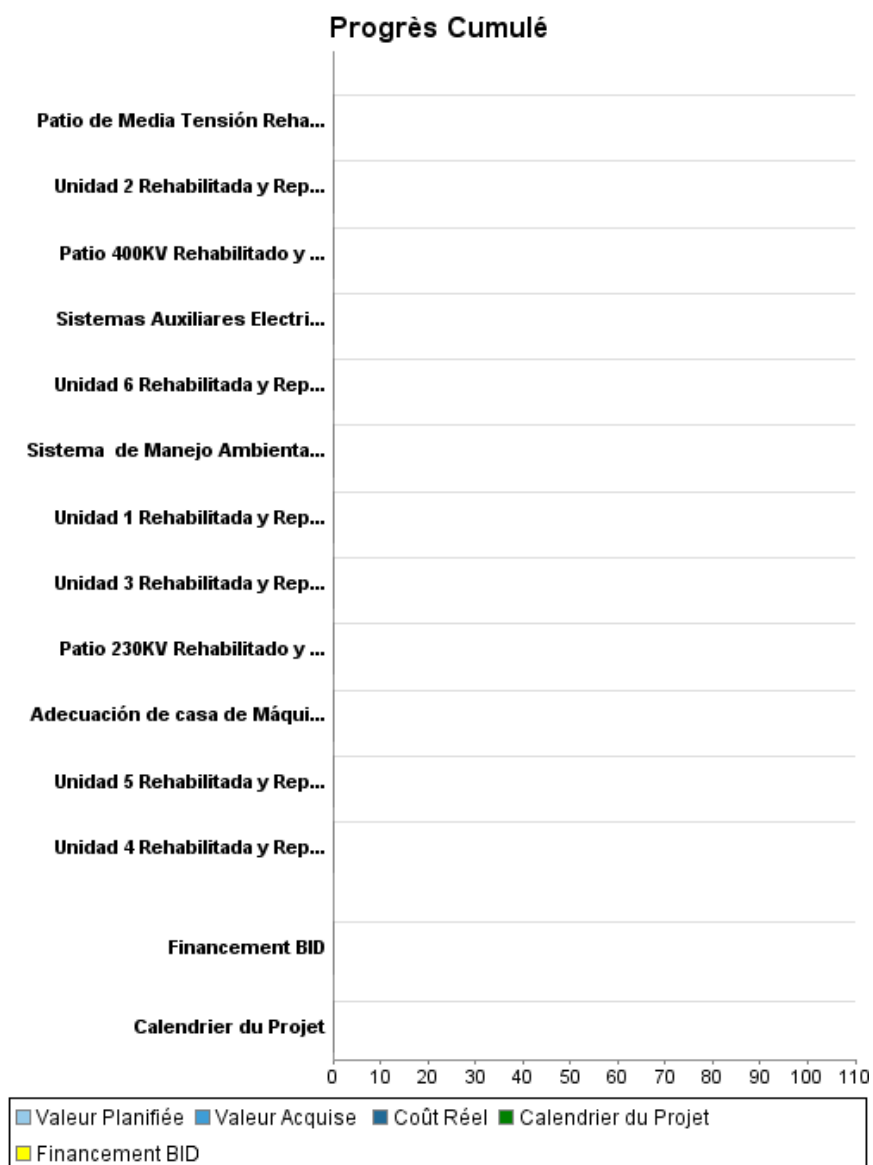 Progrès Cumulé
Patio de Media Tensión Reha...
Unidad 2 Rehabilitada y Rep...
Patio 400KV Rehabilitado y ...
Sistemas Auxiliares Electri...
Unidad 6 Rehabilitada y Rep...
Sistema  de Manejo Ambienta...
Unidad 1 Rehabilitada y Rep...
Unidad 3 Rehabilitada y Rep...
Patio 230KV Rehabilitado y ...
Adecuación de casa de Máqui...
Unidad 5 Rehabilitada y Rep...
Unidad 4 Rehabilitada y Rep...
Financement BID
Calendrier du Projet
0 10 20 30 40 50 60 70 80 90 100 110
Valeur Planifiée Valeur Acquise Coût Réel Calendrier du Projet
Financement BID